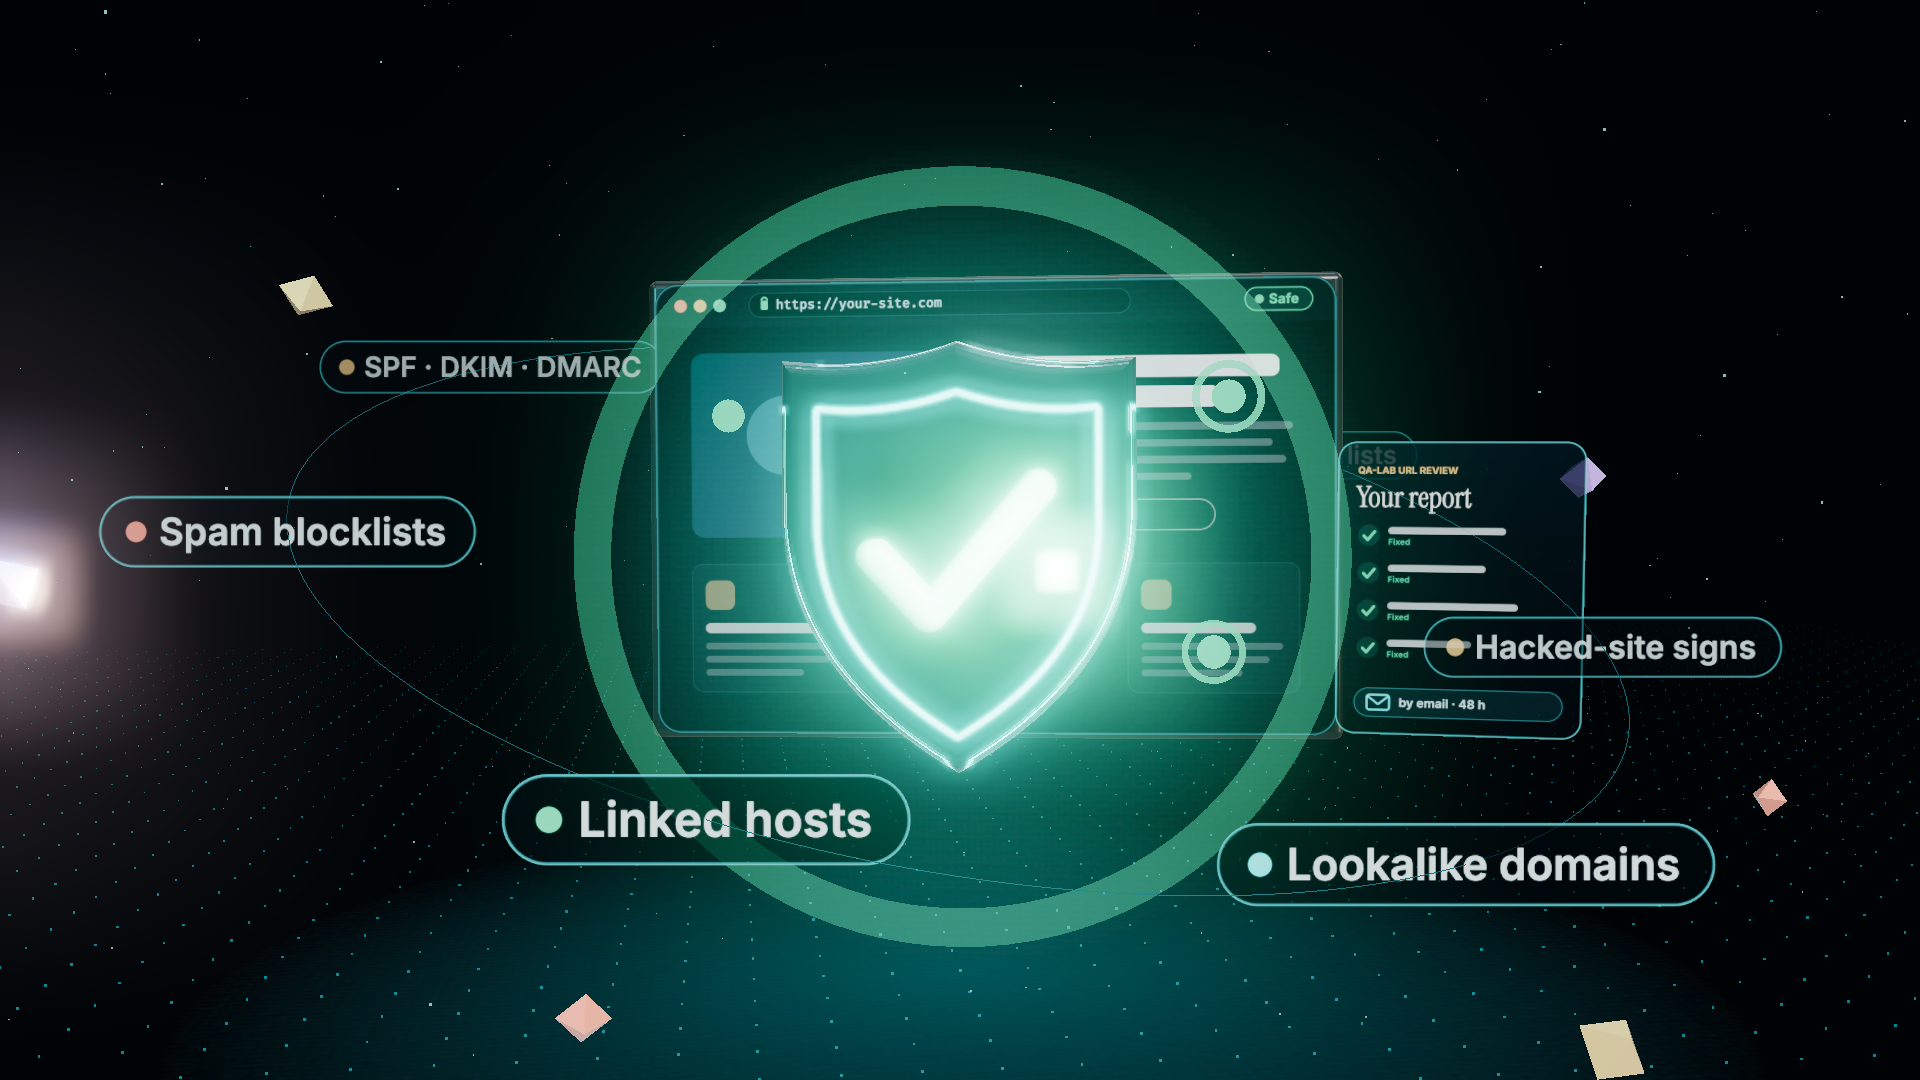 https://your-site.com
Safe
SPF · DKIM · DMARC
lists
QA-LAB URL REVIEW
Your report
Fixed
Fixed
Fixed
Fixed
by email · 48 h
Spam blocklists
Hacked-site signs
Linked hosts
Lookalike domains